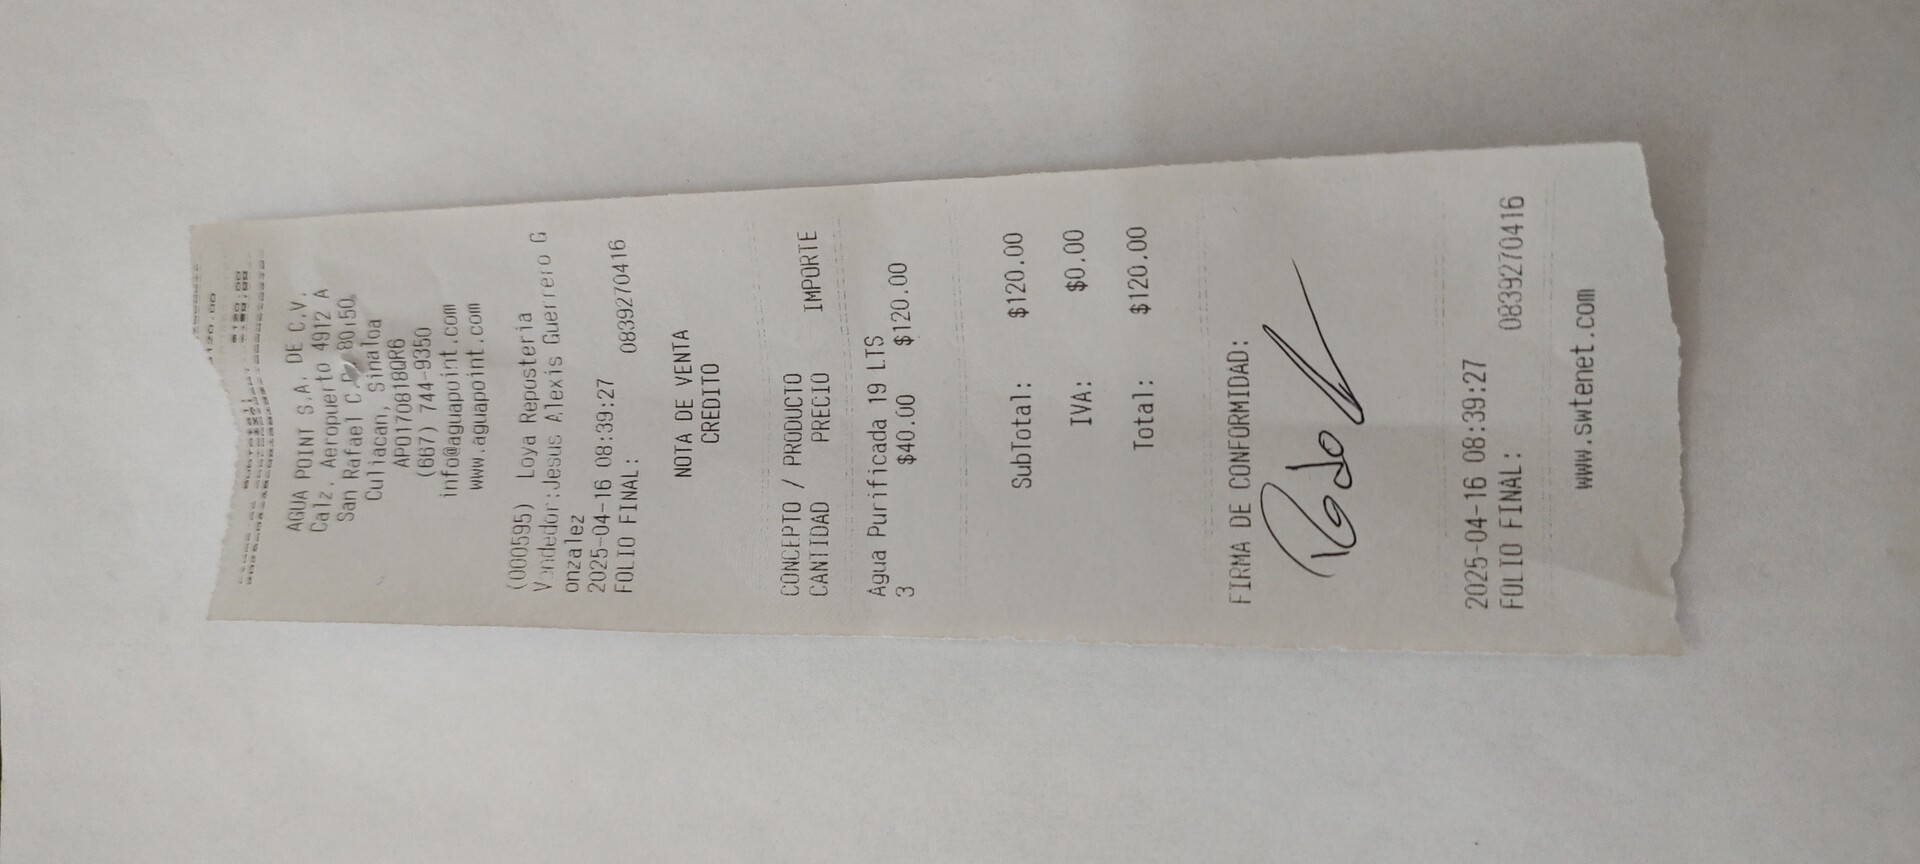 $120.00
AGUA POINT S.A. DE C.V.
Calz. Aeropuerto 4912 A
San Rafael 80150
Culiacan, Sinaloa
APO170818QR6
(667) 744-9350
info@aguapoint.com
www.aguapoint.com
(000595) Loya Reposteria
Vendedor:Jesus Alexis Guerrero G
onzalez
2025-04-16 08:39:27
FOLIO FINAL: 0839270416
NOTA DE VENTA
CREDITO
CONCEPTO / PRODUCTO
CANTIDAD PRECIO IMPORTE
Agua Purificada 19 LTS
3 $40.00 $120.00
SubTotal: $120.00
IVA: $0.00
Total: $120.00
FIRMA DE CONFORMIDAD:
2025-04-16 08:39:27
FOLIO FINAL: 0839270416
www.swtenet.com